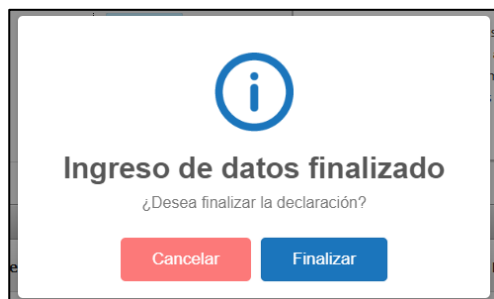 Ingreso de datos finalizado
¿Desea finalizar la declaración?
Cancelar Finalizar